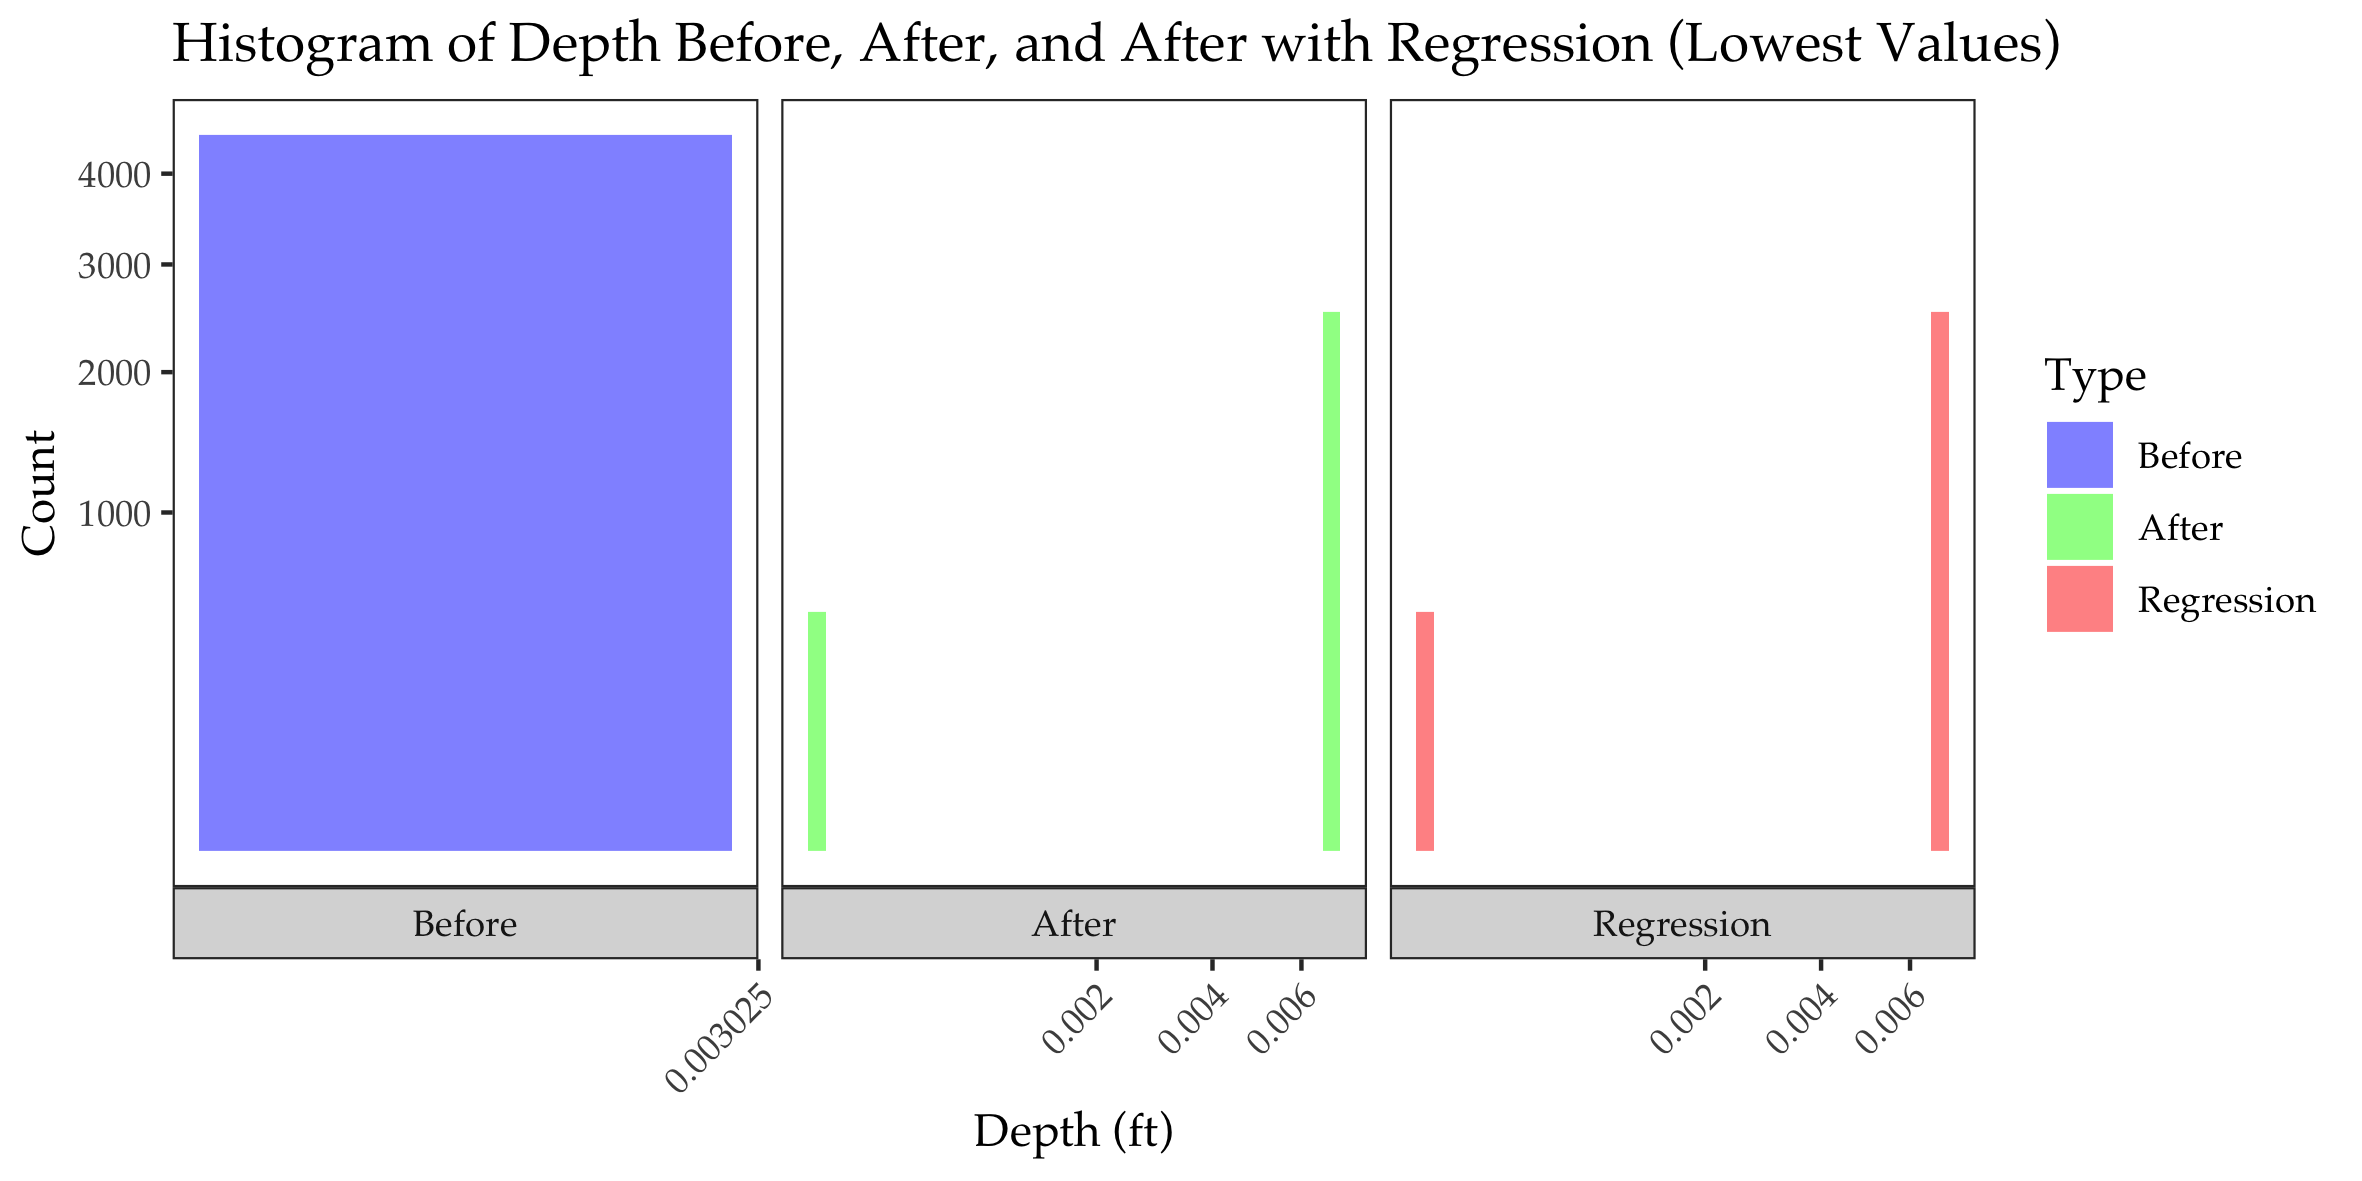 Histogram of Depth Before, After, and After with Regression (Lowest Values)
4000
3000
2000
1000
Count
Before
After
Regression
0.003025
0.002
0.004
0.006
0.002
0.004
0.006
Depth (ft)
Type
Before
After
Regression